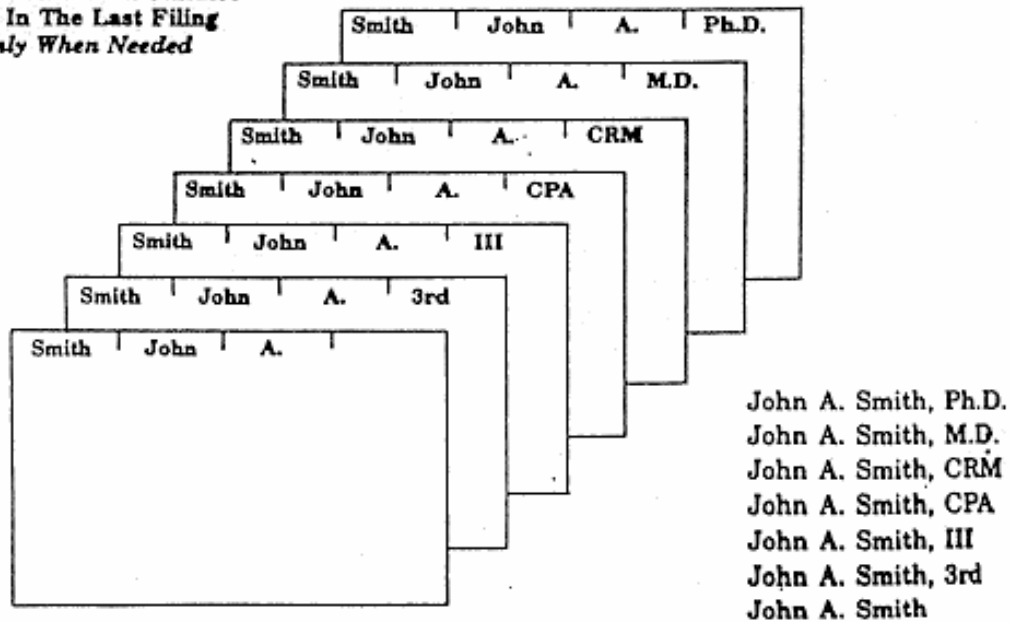 In The Last Filing
When Needed
Smith John A. Ph.D.
Smith John A. M.D.
Smith John A. CRM
Smith John A. CPA
Smith John A. III
Smith John A. 3rd
Smith John A.
John A. Smith, Ph.D.
John A. Smith, M.D.
John A. Smith, CRM
John A. Smith, CPA
John A. Smith, III
John A. Smith, 3rd
John A. Smith